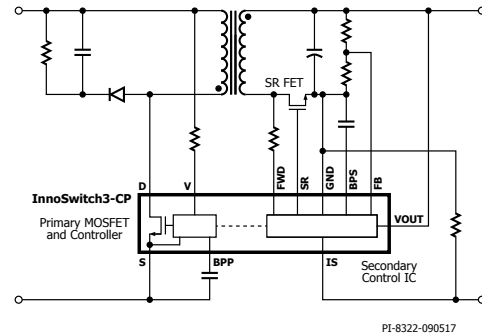 SR FET
D
V
FWD
SR
GND
BPS
FB
InnoSwitch3-CP
Primary MOSFET
and Controller
VOUT
S
BPP
IS
Secondary
Control IC
PI-8322-090517